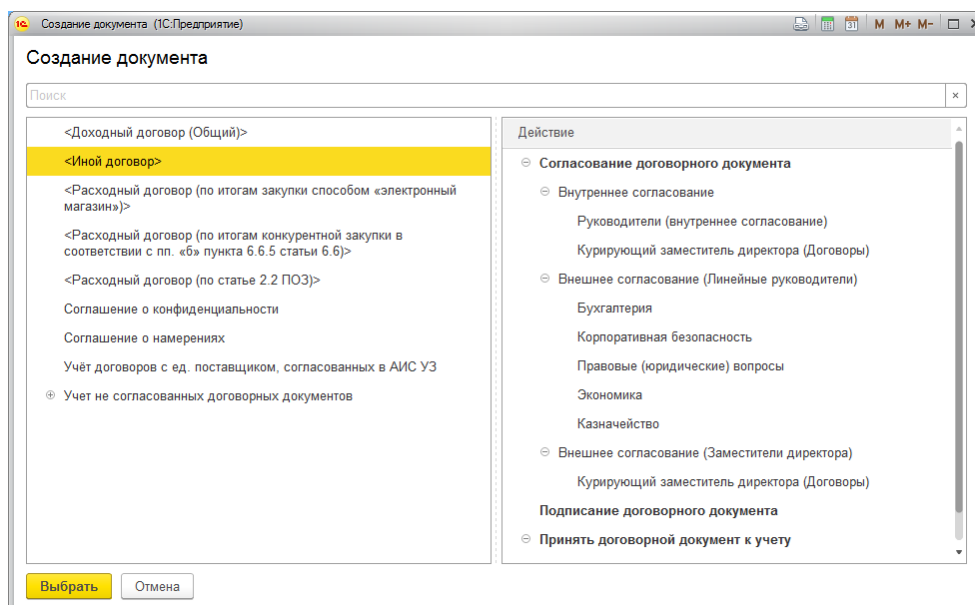 1С Создание документа (1С:Предприятие) 31 M M+ M-
Создание документа
Поиск
<Доходный договор (Общий)>
<Иной договор>
<Расходный договор (по итогам закупки способом «электронный
магазин»)>
<Расходный договор (по итогам конкурентной закупки в
соответствии с пп. «б» пункта 6.6.5 статьи 6.6)>
<Расходный договор (по статье 2.2 ПОЗ)>
Соглашение о конфиденциальности
Соглашение о намерениях
Учёт договоров с ед. поставщиком, согласованных в АИС УЗ
Учет не согласованных договорных документов
Действие
Согласование договорного документа
Внутреннее согласование
Руководители (внутреннее согласование)
Курирующий заместитель директора (Договоры)
Внешнее согласование (Линейные руководители)
Бухгалтерия
Корпоративная безопасность
Правовые (юридические) вопросы
Экономика
Казначейство
Внешнее согласование (Заместители директора)
Курирующий заместитель директора (Договоры)
Подписание договорного документа
Принять договорной документ к учету
Выбрать
Отмена